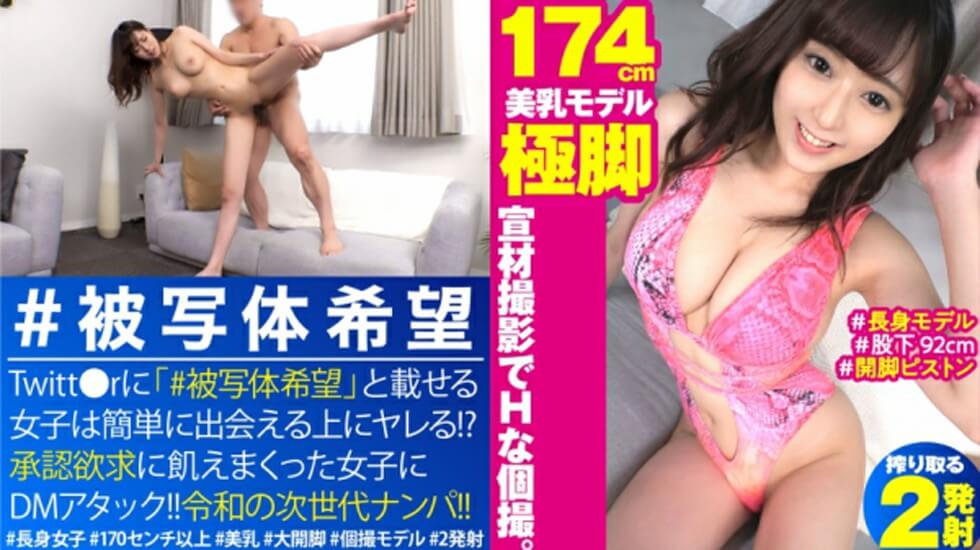 #被写体希望
Twitt●rに「#被写体希望」と載せる
女子は簡単に出会える上にヤレる!?
承認欲求に飢えまくった女子に
DMアタック!!令和の次世代ナンパ!!
#長身女子 #170センチ以上 #美乳 #大開脚 #個撮モデル #2発射
174cm
美乳モデル
極脚
宣材撮影でHな個撮。
#長身モデル
#股下 92cm
#開脚ピストン
搾り取る
2発射